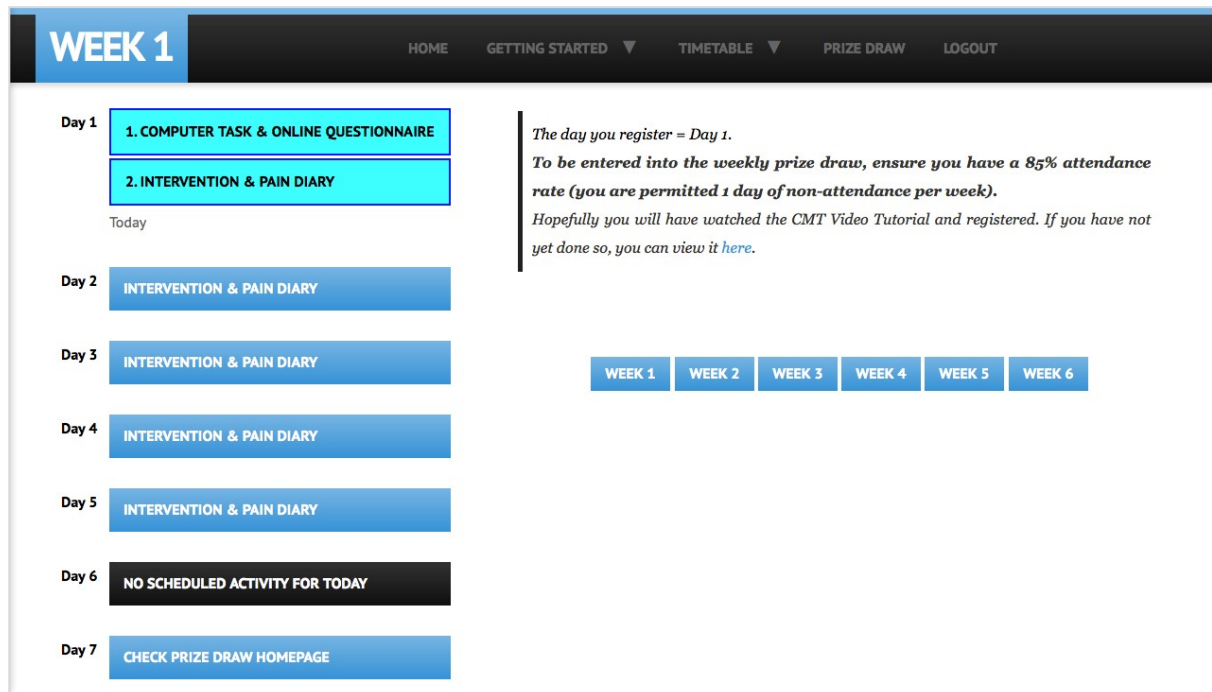 WEEK 1
HOME GETTING STARTED ▼ TIMETABLE ▼ PRIZE DRAW LOGOUT
Day 1
1. COMPUTER TASK & ONLINE QUESTIONNAIRE
2. INTERVENTION & PAIN DIARY
Today
Day 2
INTERVENTION & PAIN DIARY
Day 3
INTERVENTION & PAIN DIARY
Day 4
INTERVENTION & PAIN DIARY
Day 5
INTERVENTION & PAIN DIARY
Day 6
NO SCHEDULED ACTIVITY FOR TODAY
Day 7
CHECK PRIZE DRAW HOMEPAGE
The day you register = Day 1.
To be entered into the weekly prize draw, ensure you have a 85% attendance
rate (you are permitted 1 day of non-attendance per week).
Hopefully you will have watched the CMT Video Tutorial and registered. If you have not
yet done so, you can view it here.
WEEK 1 WEEK 2 WEEK 3 WEEK 4 WEEK 5 WEEK 6